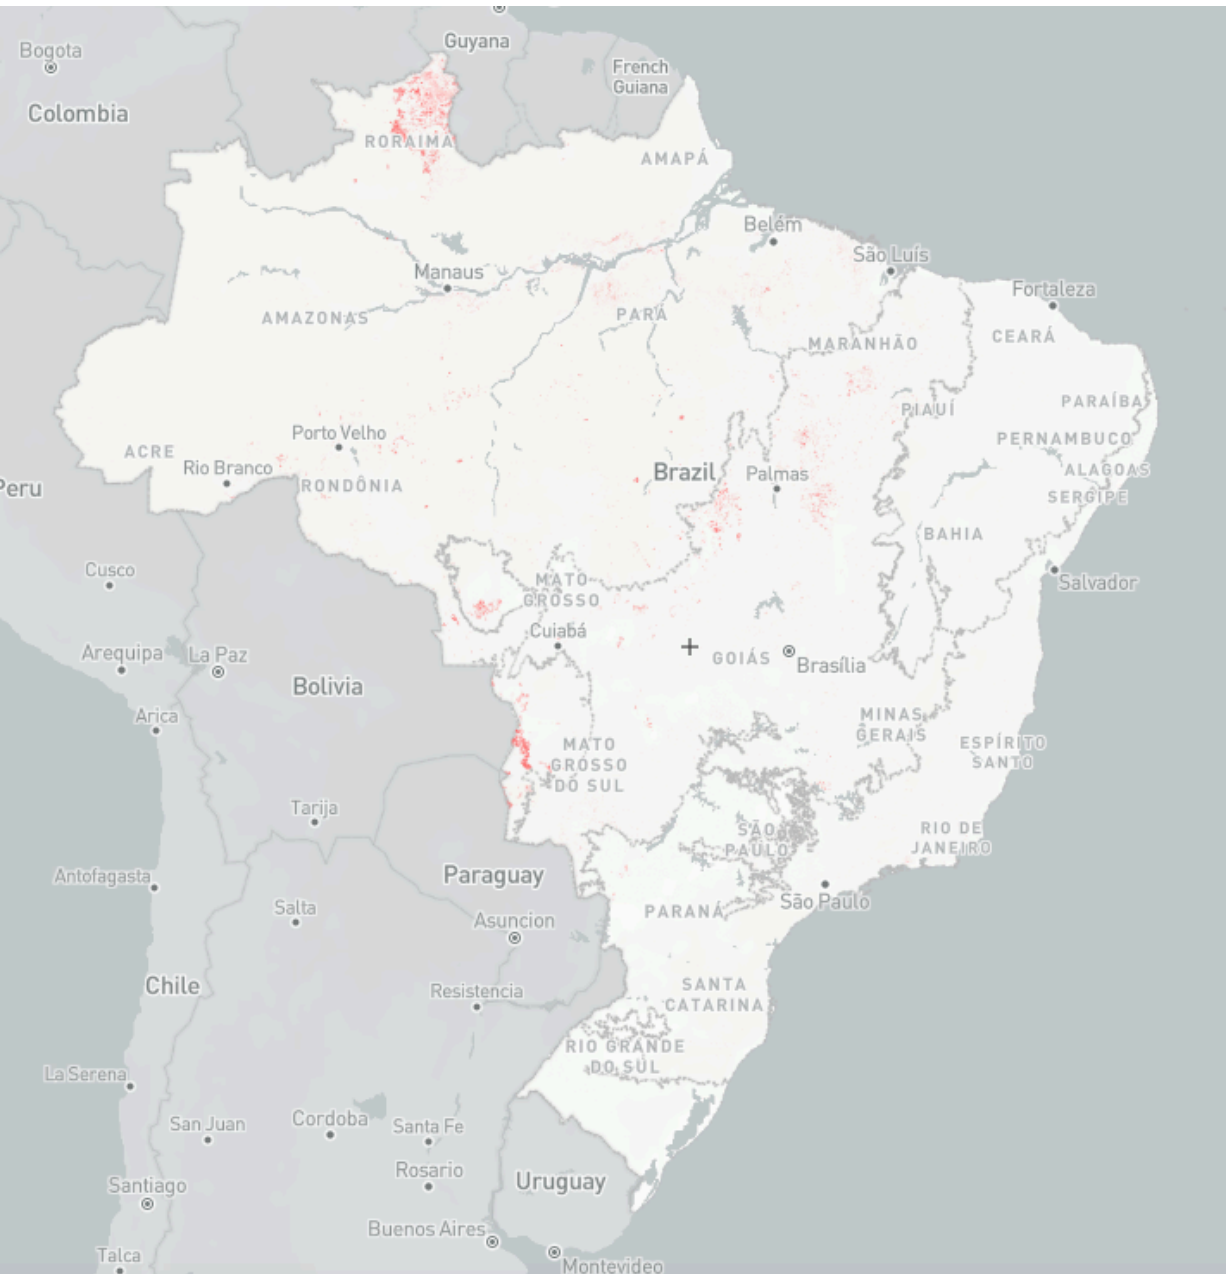 Guyana
Bogota
French
Guiana
Colombia
RORAIMA
AMAPÁ
Belém
São Luís
Manaus
Fortaleza
AMAZONAS
PARÁ
CEARÁ
MARANHÃO
PIAUÍ
PARAÍBA
Porto Velho
PERNAMBUCO
ACRE
Rio Branco
Brazil
Palmas
ALAGOAS
Peru
RONDÔNIA
SERGIPE
BAHIA
Cusco
MATO
GROSSO
Salvador
Cuiabá
Arequipa
La Paz
GOIÁS
Brasília
Bolivia
Arica
MINAS
GERAIS
MATO
GROSSO
DO SUL
ESPÍRITO
SANTO
Tarija
SÃO
PAULO
RIO DE
JANEIRO
Antofagasta
Paraguay
Salta
São Paulo
PARANÁ
Asuncion
Chile
Resistencia
SANTA
CATARINA
RIO GRANDE
DO SUL
La Serena
San Juan
Cordoba
Santa Fe
Rosario
Santiago
Uruguay
Buenos Aires
Talca
Montevideo